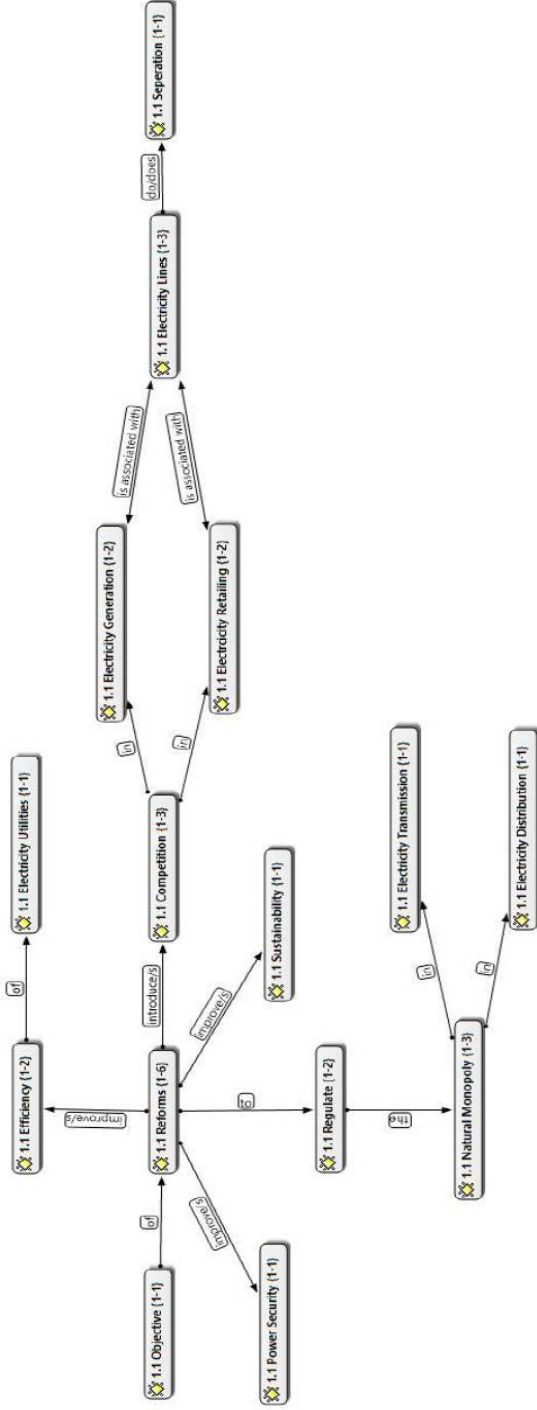 1.1 Efficiency {1-2}
of
1.1 Electricity Utilities {1-1}
improve/s
1.1 Electricity Generation {1-2}
in
is associated with
1.1 Objective {1-1}
of
1.1 Reforms {1-6}
introduce/s
1.1 Competition {1-3}
1.1 Electricity Lines {1-3}
do/does
1.1 Seperation {1-1}
in
is associated with
improve/s
improve/s
1.1 Electrcicity Retailing {1-2}
to
1.1 Power Security {1-1}
1.1 Sustainability {1-1}
1.1 Regulate {1-2}
the
1.1 Electricity Transmission {1-1}
in
1.1 Natural Monopoly {1-3}
in
1.1 Electricity Distribution {1-1}